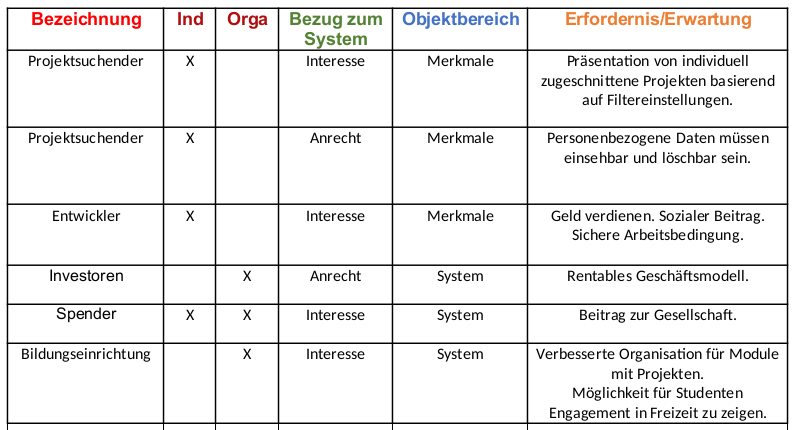 Bezeichnung Ind Orga Bezug zum System Objektbereich Erfordernis/Erwartung
Projektsuchender X Interesse Merkmale Präsentation von individuell
zugeschnittene Projekten basierend
auf Filtereinstellungen.
Projektsuchender X Anrecht Merkmale Personenbezogene Daten müssen
einsehbar und löschbar sein.
Entwickler X Interesse Merkmale Geld verdienen. Sozialer Beitrag.
Sichere Arbeitsbedingung.
Investoren X Anrecht System Rentables Geschäftsmodell.
Spender X X Interesse System Beitrag zur Gesellschaft.
Bildungseinrichtung X Interesse System Verbesserte Organisation für Module
mit Projekten.
Möglichkeit für Studenten
Engagement in Freizeit zu zeigen.